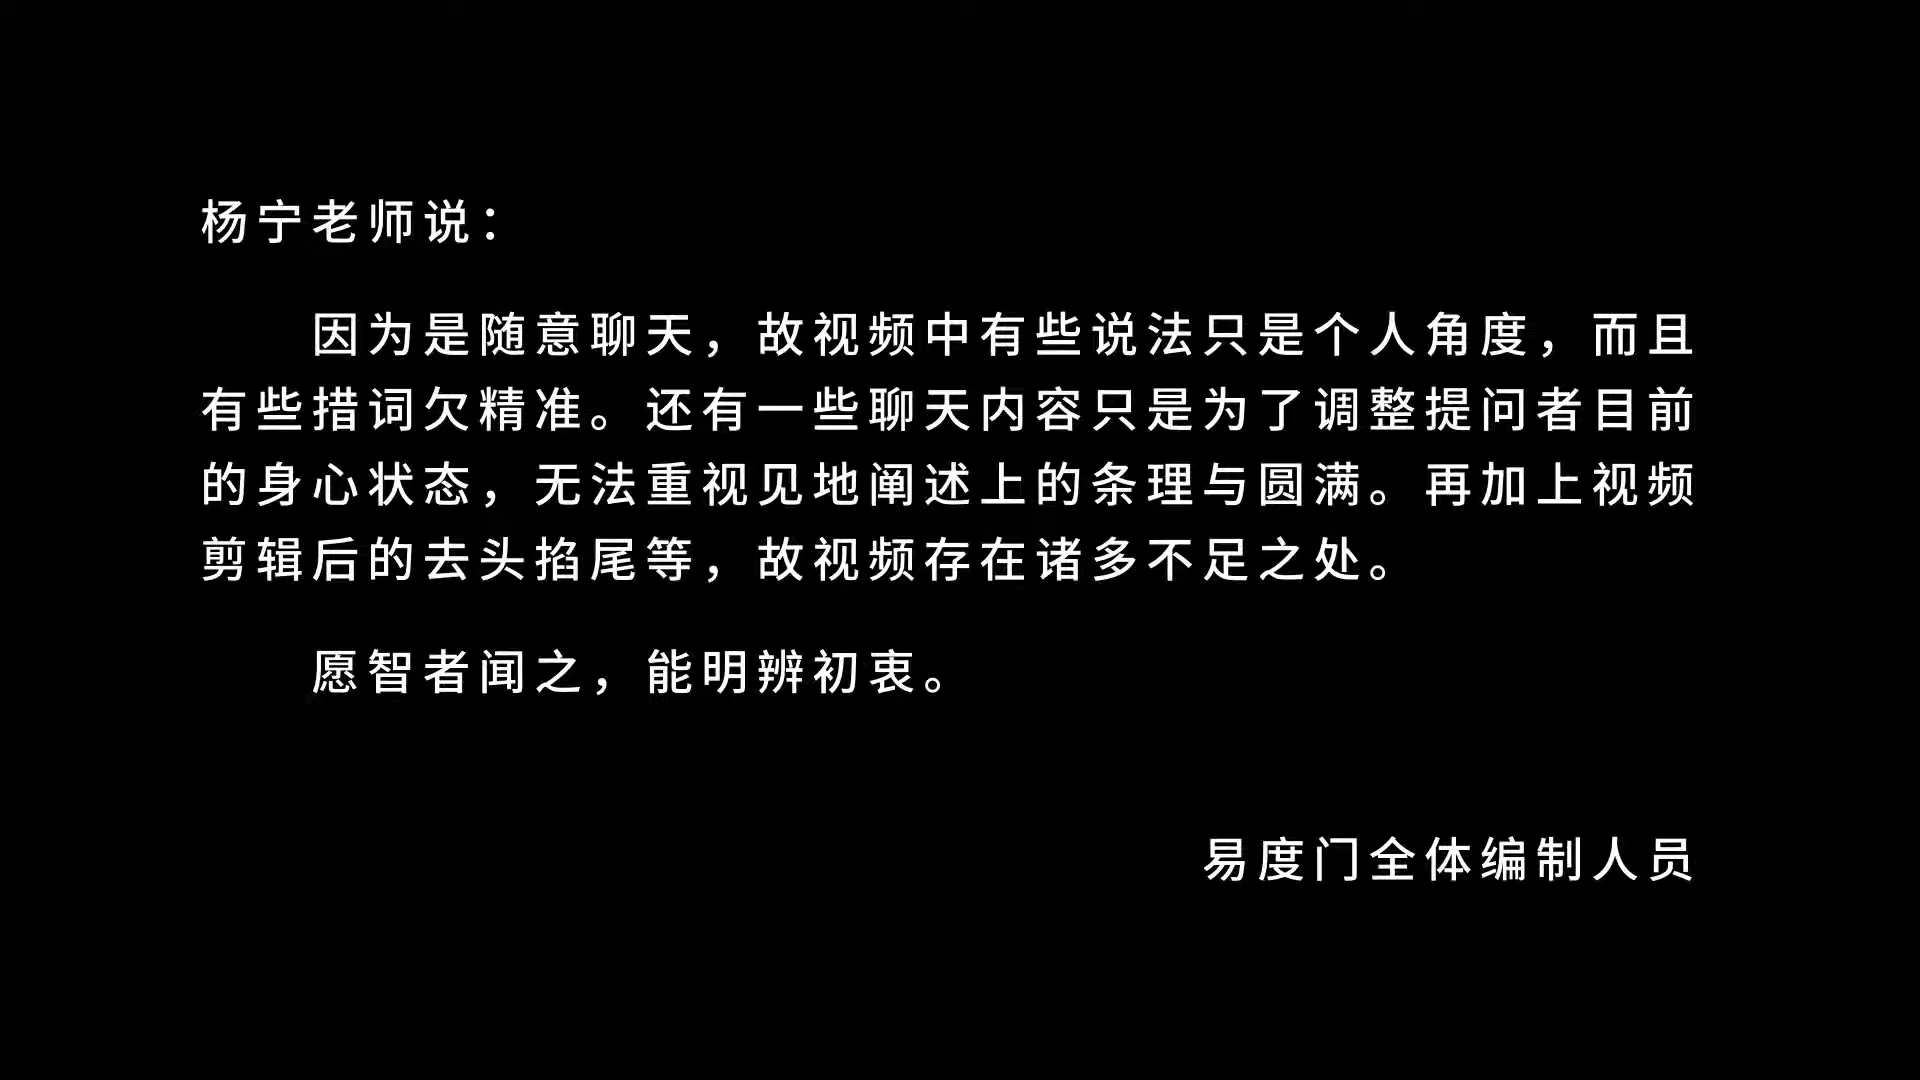 杨宁老师说：
因为是随意聊天，故视频中有些说法只是个人角度，而且
有些措词欠精准。还有一些聊天内容只是为了调整提问者目前
的身心状态，无法重视见地阐述上的条理与圆满。再加上视频
剪辑后的去头掐尾等，故视频存在诸多不足之处。
愿智者闻之，能明辨初衷。
易度门全体编制人员